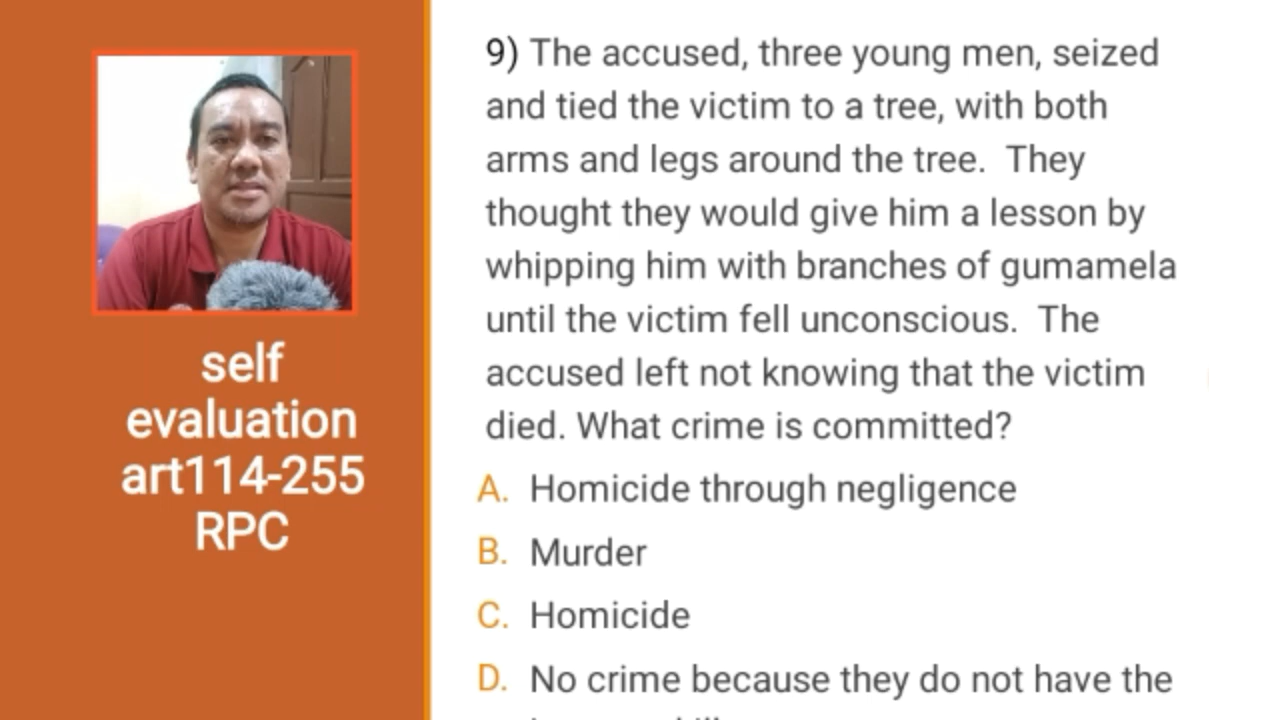 self
evaluation
art114-255
RPC
9) The accused, three young men, seized
and tied the victim to a tree, with both
arms and legs around the tree. They
thought they would give him a lesson by
whipping him with branches of gumamela
until the victim fell unconscious. The
accused left not knowing that the victim
died. What crime is committed?
A. Homicide through negligence
B. Murder
C. Homicide
D. No crime because they do not have the